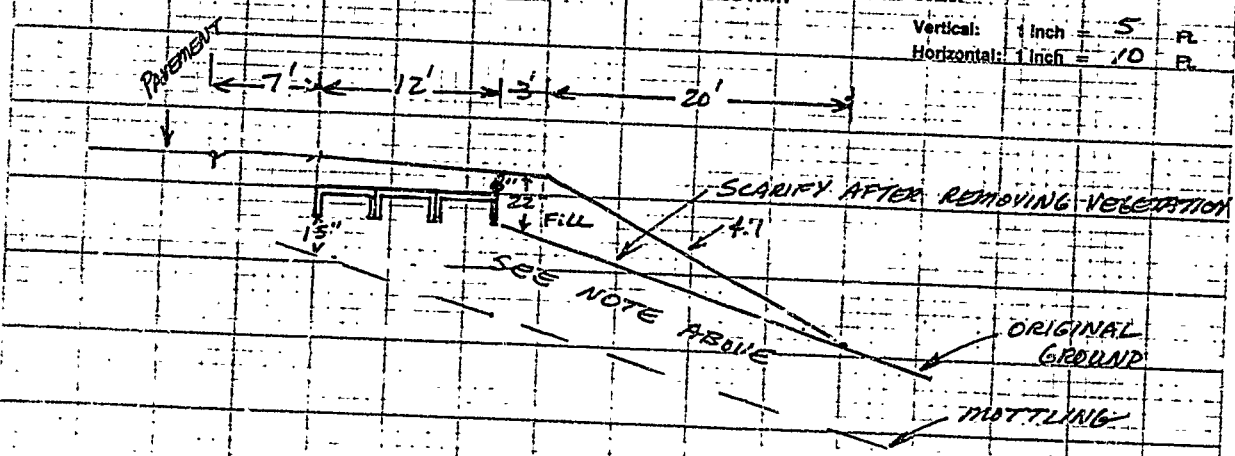 Vertical: 1 inch = 5 Ft.
Horizontal: 1 inch = 10 Ft.
PAVEMENT
7' 12' 3' 20'
SCARIFY AFTER REMOVING VEGETATION
8"
22"
FILL
4:1
15"
SEE NOTE ABOVE
ORIGINAL
GROUND
MOTTLING